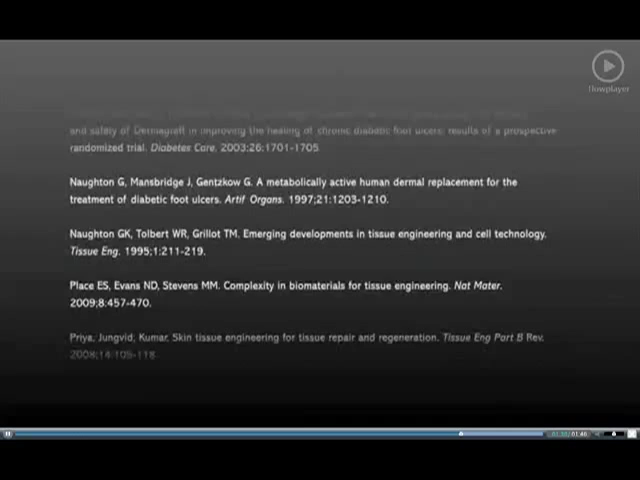 flowplayer
and safety of Dermagraft in improving the healing of chronic diabetic foot ulcers: results of a prospective
randomized trial. Diabetes Care. 2003;26:1701-1705
Naughton G, Mansbridge J, Gentzkow G. A metabolically active human dermal replacement for the
treatment of diabetic foot ulcers. Artif Organs. 1997;21:1203-1210.
Naughton GK, Tolbert WR, Grillot TM. Emerging developments in tissue engineering and cell technology.
Tissue Eng. 1995;1:211-219.
Place ES, Evans ND, Stevens MM. Complexity in biomaterials for tissue engineering. Nat Mater.
2009;8:457-470.
Priya, Jungvid, Kumar. Skin tissue engineering for tissue repair and regeneration. Tissue Eng Part B Rev.
2008;14:105-118.